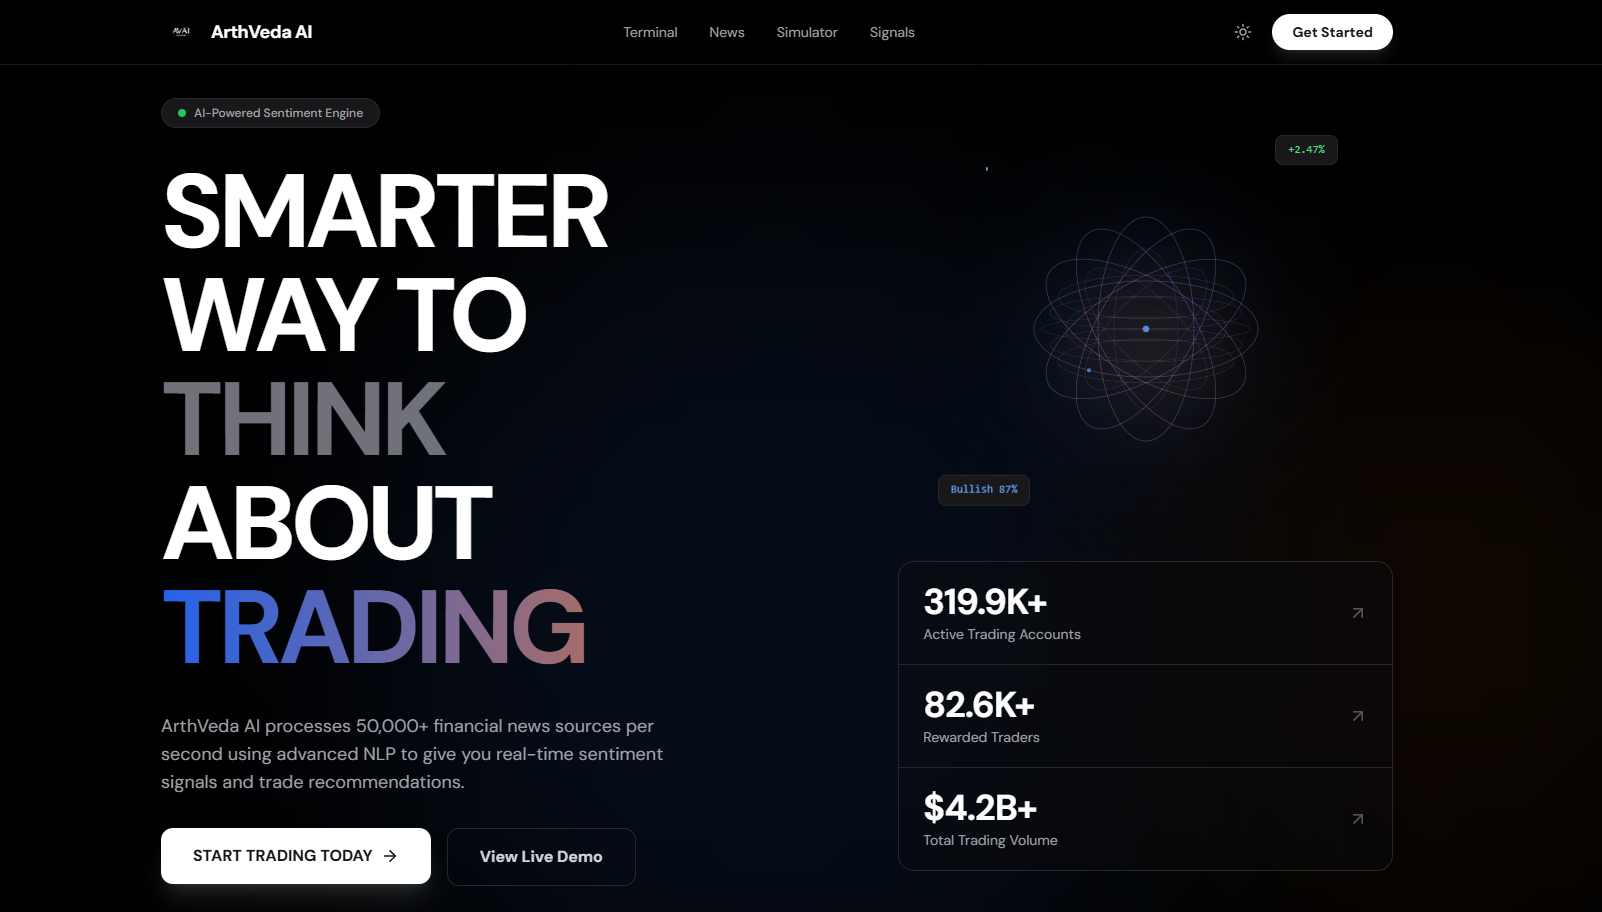 AVAI
ArthVeda AI
Terminal
News
Simulator
Signals
Get Started
AI-Powered Sentiment Engine
SMARTER
WAY TO
THINK
ABOUT
TRADING
ArthVeda AI processes 50,000+ financial news sources per
second using advanced NLP to give you real-time sentiment
signals and trade recommendations.
START TRADING TODAY →
View Live Demo
+2.47%
Bullish 87%
319.9K+
Active Trading Accounts
82.6K+
Rewarded Traders
$4.2B+
Total Trading Volume